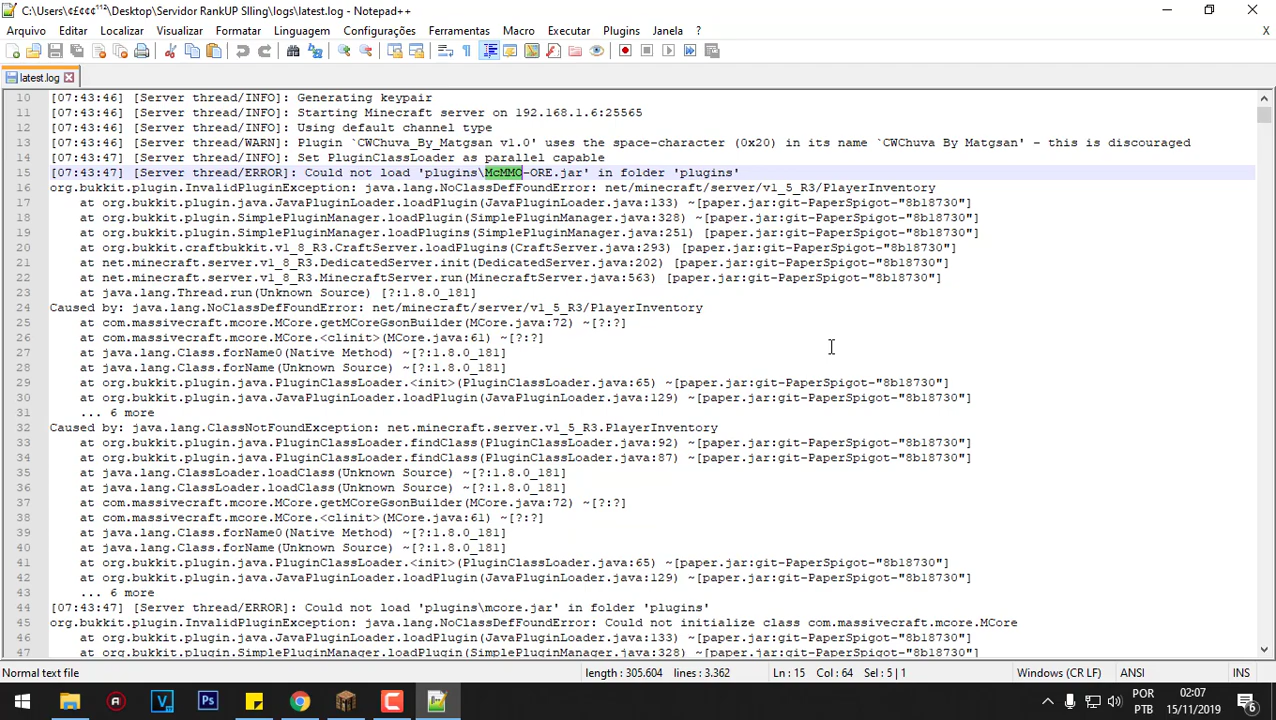 C:\Users\¢£¢¢¢¹¹²\Desktop\Servidor RankUP Slling\logs\latest.log - Notepad++
Arquivo Editar Localizar Visualizar Formatar Linguagem Configurações Ferramentas Macro Executar Plugins Janela ? X
latest.log
10 [07:43:46] [Server thread/INFO]: Generating keypair
11 [07:43:46] [Server thread/INFO]: Starting Minecraft server on 192.168.1.6:25565
12 [07:43:46] [Server thread/INFO]: Using default channel type
13 [07:43:46] [Server thread/WARN]: Plugin `CWChuva_By_Matgsan v1.0' uses the space-character (0x20) in its name `CWChuva By Matgsan' - this is discouraged
14 [07:43:47] [Server thread/INFO]: Set PluginClassLoader as parallel capable
15 [07:43:47] [Server thread/ERROR]: Could not load 'plugins\McMMO-ORE.jar' in folder 'plugins'
16 org.bukkit.plugin.InvalidPluginException: java.lang.NoClassDefFoundError: net/minecraft/server/v1_5_R3/PlayerInventory
17 at org.bukkit.plugin.java.JavaPluginLoader.loadPlugin(JavaPluginLoader.java:133) ~[paper.jar:git-PaperSpigot-"8b18730"]
18 at org.bukkit.plugin.SimplePluginManager.loadPlugin(SimplePluginManager.java:328) ~[paper.jar:git-PaperSpigot-"8b18730"]
19 at org.bukkit.plugin.SimplePluginManager.loadPlugins(SimplePluginManager.java:251) ~[paper.jar:git-PaperSpigot-"8b18730"]
20 at org.bukkit.craftbukkit.v1_8_R3.CraftServer.loadPlugins(CraftServer.java:293) [paper.jar:git-PaperSpigot-"8b18730"]
21 at net.minecraft.server.v1_8_R3.DedicatedServer.init(DedicatedServer.java:202) [paper.jar:git-PaperSpigot-"8b18730"]
22 at net.minecraft.server.v1_8_R3.MinecraftServer.run(MinecraftServer.java:563) [paper.jar:git-PaperSpigot-"8b18730"]
23 at java.lang.Thread.run(Unknown Source) [?:1.8.0_181]
24 Caused by: java.lang.NoClassDefFoundError: net/minecraft/server/v1_5_R3/PlayerInventory
25 at com.massivecraft.mcore.MCore.getMCoreGsonBuilder(MCore.java:72) ~[?:?]
26 at com.massivecraft.mcore.MCore.<clinit>(MCore.java:61) ~[?:?]
27 at java.lang.Class.forName0(Native Method) ~[?:1.8.0_181]
28 at java.lang.Class.forName(Unknown Source) ~[?:1.8.0_181]
29 at org.bukkit.plugin.java.PluginClassLoader.<init>(PluginClassLoader.java:65) ~[paper.jar:git-PaperSpigot-"8b18730"]
30 at org.bukkit.plugin.java.JavaPluginLoader.loadPlugin(JavaPluginLoader.java:129) ~[paper.jar:git-PaperSpigot-"8b18730"]
31 ... 6 more
32 Caused by: java.lang.ClassNotFoundException: net.minecraft.server.v1_5_R3.PlayerInventory
33 at org.bukkit.plugin.java.PluginClassLoader.findClass(PluginClassLoader.java:92) ~[paper.jar:git-PaperSpigot-"8b18730"]
34 at org.bukkit.plugin.java.PluginClassLoader.findClass(PluginClassLoader.java:87) ~[paper.jar:git-PaperSpigot-"8b18730"]
35 at java.lang.ClassLoader.loadClass(Unknown Source) ~[?:1.8.0_181]
36 at java.lang.ClassLoader.loadClass(Unknown Source) ~[?:1.8.0_181]
37 at com.massivecraft.mcore.MCore.getMCoreGsonBuilder(MCore.java:72) ~[?:?]
38 at com.massivecraft.mcore.MCore.<clinit>(MCore.java:61) ~[?:?]
39 at java.lang.Class.forName0(Native Method) ~[?:1.8.0_181]
40 at java.lang.Class.forName(Unknown Source) ~[?:1.8.0_181]
41 at org.bukkit.plugin.java.PluginClassLoader.<init>(PluginClassLoader.java:65) ~[paper.jar:git-PaperSpigot-"8b18730"]
42 at org.bukkit.plugin.java.JavaPluginLoader.loadPlugin(JavaPluginLoader.java:129) ~[paper.jar:git-PaperSpigot-"8b18730"]
43 ... 6 more
44 [07:43:47] [Server thread/ERROR]: Could not load 'plugins\mcore.jar' in folder 'plugins'
45 org.bukkit.plugin.InvalidPluginException: java.lang.NoClassDefFoundError: Could not initialize class com.massivecraft.mcore.MCore
46 at org.bukkit.plugin.java.JavaPluginLoader.loadPlugin(JavaPluginLoader.java:133) ~[paper.jar:git-PaperSpigot-"8b18730"]
47 at org.bukkit.plugin.SimplePluginManager.loadPlugin(SimplePluginManager.java:328) ~[paper.jar:git-PaperSpigot-"8b18730"]
Normal text file length : 305.604 lines : 3.362 Ln : 15 Col : 64 Sel : 5 | 1 Windows (CR LF) ANSI INS
POR 02:07
PTB 15/11/2019 6